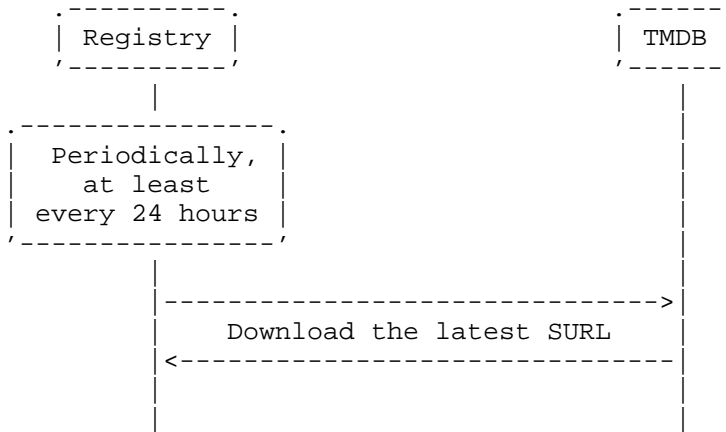 Registry
TMDB
Periodically,
at least
every 24 hours
Download the latest SURL